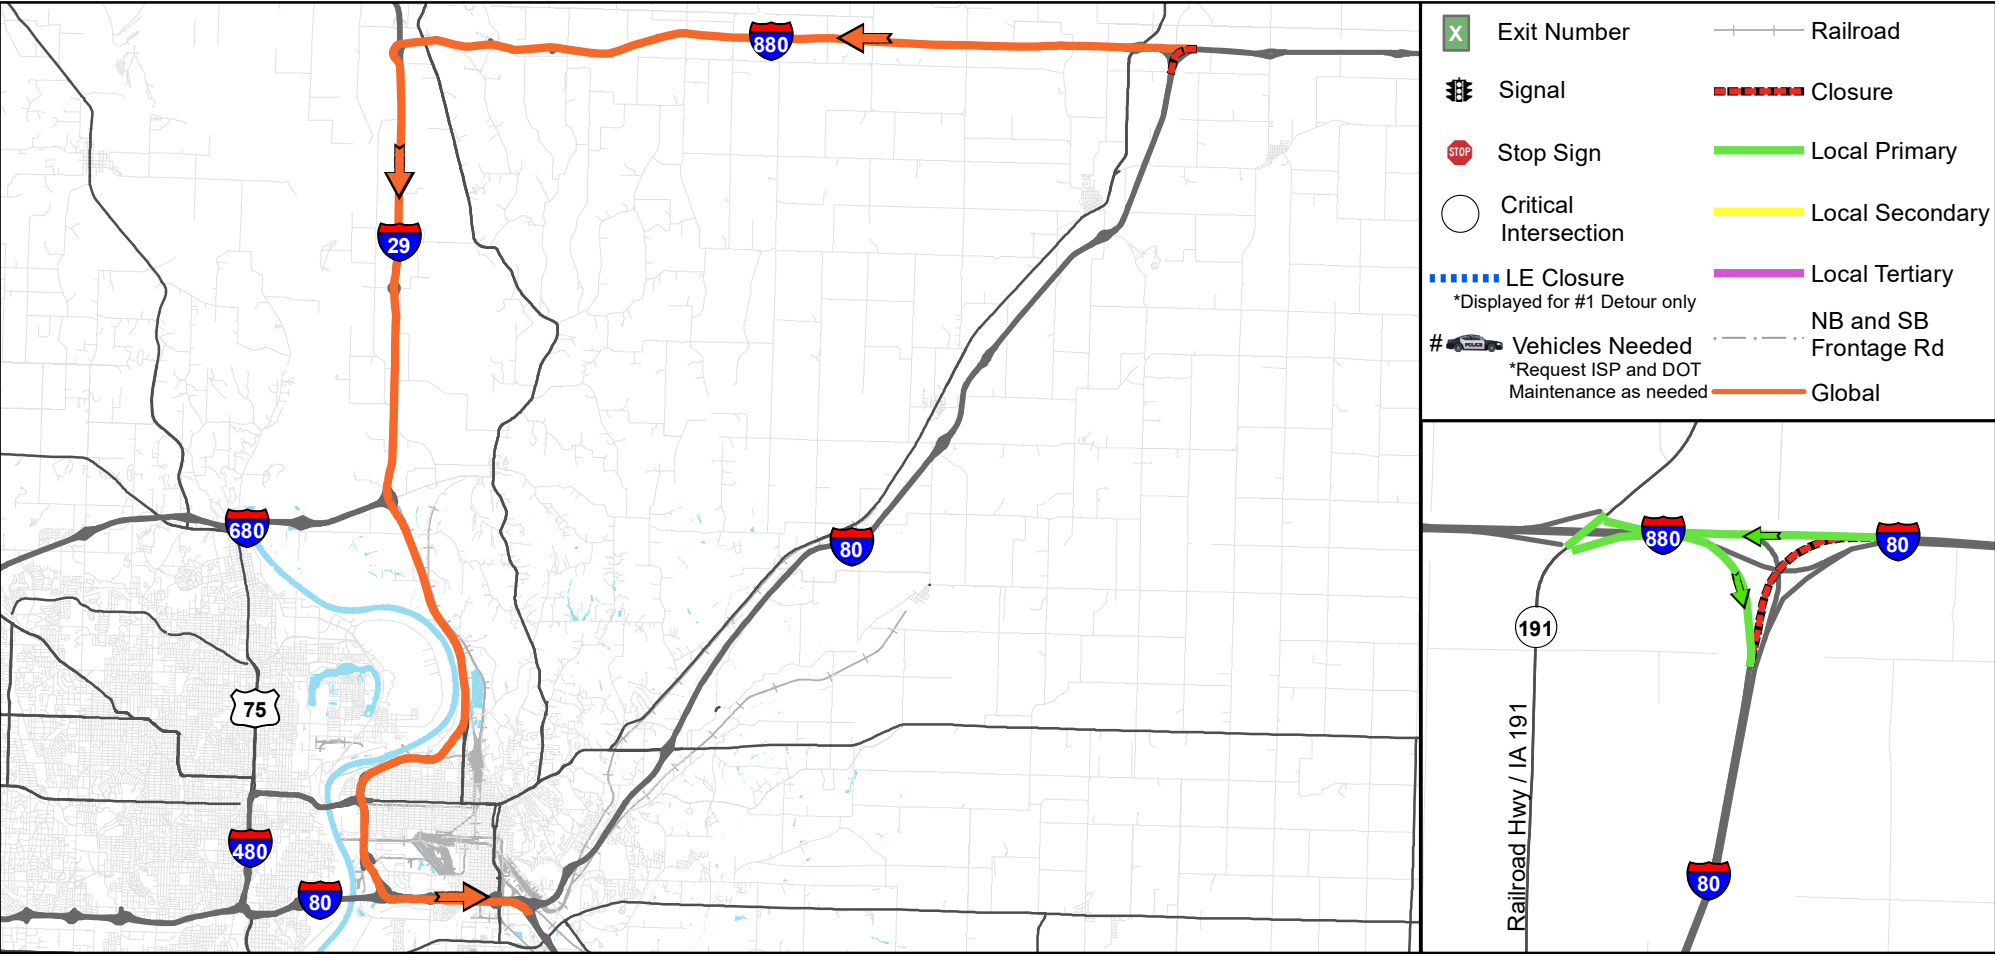 880
29
680
80
75
480
80
X Exit Number
Signal
STOP Stop Sign
Critical
Intersection
LE Closure
*Displayed for #1 Detour only
# POLICE Vehicles Needed
*Request ISP and DOT
Maintenance as needed
Railroad
Closure
Local Primary
Local Secondary
Local Tertiary
NB and SB
Frontage Rd
Global
880
80
191
Railroad Hwy / IA 191
80